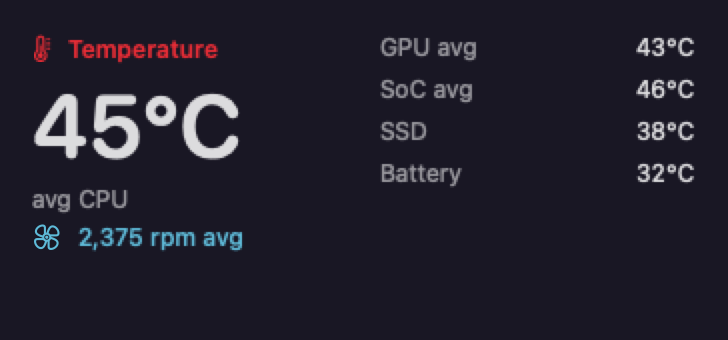 Temperature
45°C
avg CPU
2,375 rpm avg
GPU avg 43°C
SoC avg 46°C
SSD 38°C
Battery 32°C